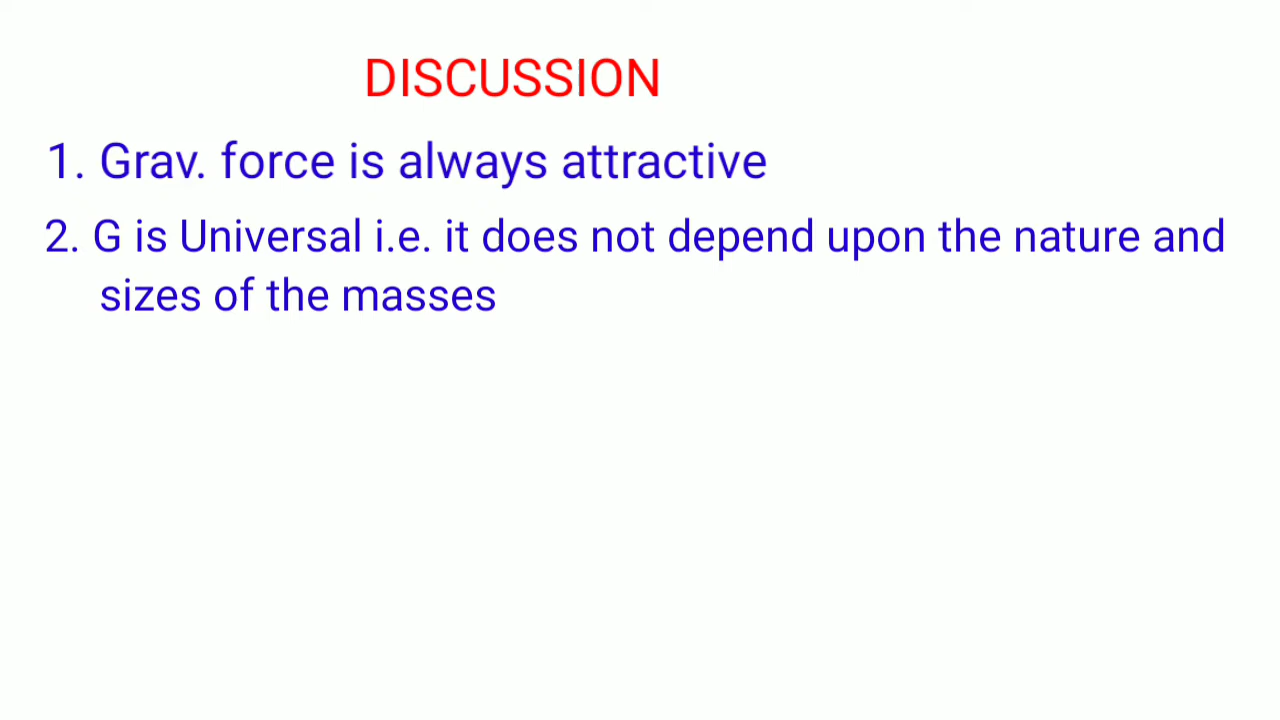 DISCUSSION
1. Grav. force is always attractive
2. G is Universal i.e. it does not depend upon the nature and
sizes of the masses